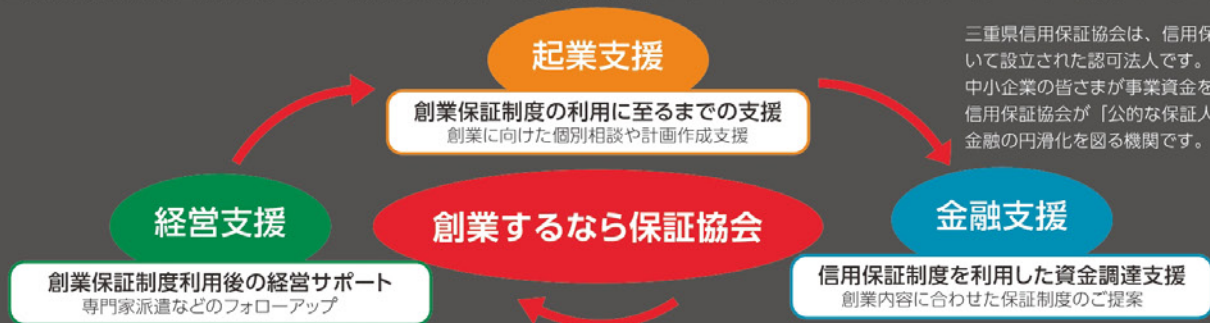 起業支援
創業保証制度の利用に至るまでの支援
創業に向けた個別相談や計画作成支援
三重県信用保証協会は、信用保
いて設立された認可法人です。
中小企業の皆さまが事業資金を
信用保証協会が「公的な保証人
金融の円滑化を図る機関です。
経営支援
創業保証制度利用後の経営サポート
専門家派遣などのフォローアップ
創業するなら保証協会
金融支援
信用保証制度を利用した資金調達支援
創業内容に合わせた保証制度のご提案